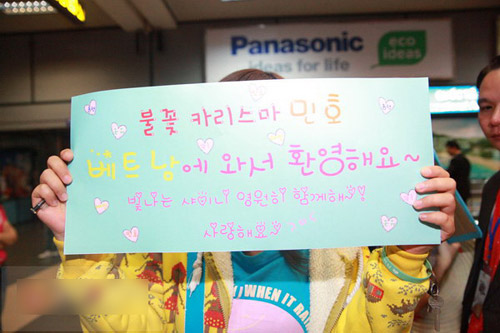 Panasonic
ideas for life
eco
ideas
불꽃 카리스마 민호
베트남에 와서 환영해요~
빛나는 샤이니 영원히 함께해
사랑해요
WHEN IT